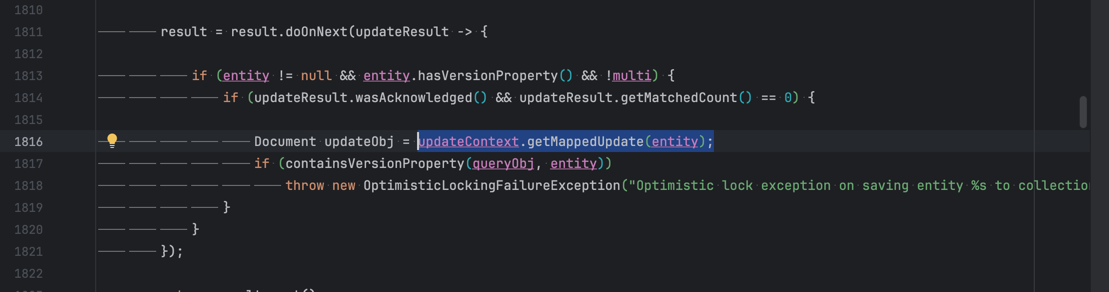 1810
1811 result = result.doOnNext(updateResult -> {
1812
1813 if (entity != null && entity.hasVersionProperty() && !multi) {
1814 if (updateResult.wasAcknowledged() && updateResult.getMatchedCount() == 0) {
1815
1816 Document updateObj = updateContext.getMappedUpdate(entity);
1817 if (containsVersionProperty(queryObj, entity))
1818 throw new OptimisticLockingFailureException("Optimistic lock exception on saving entity %s to collection
1819 }
1820 }
1821 });
1822